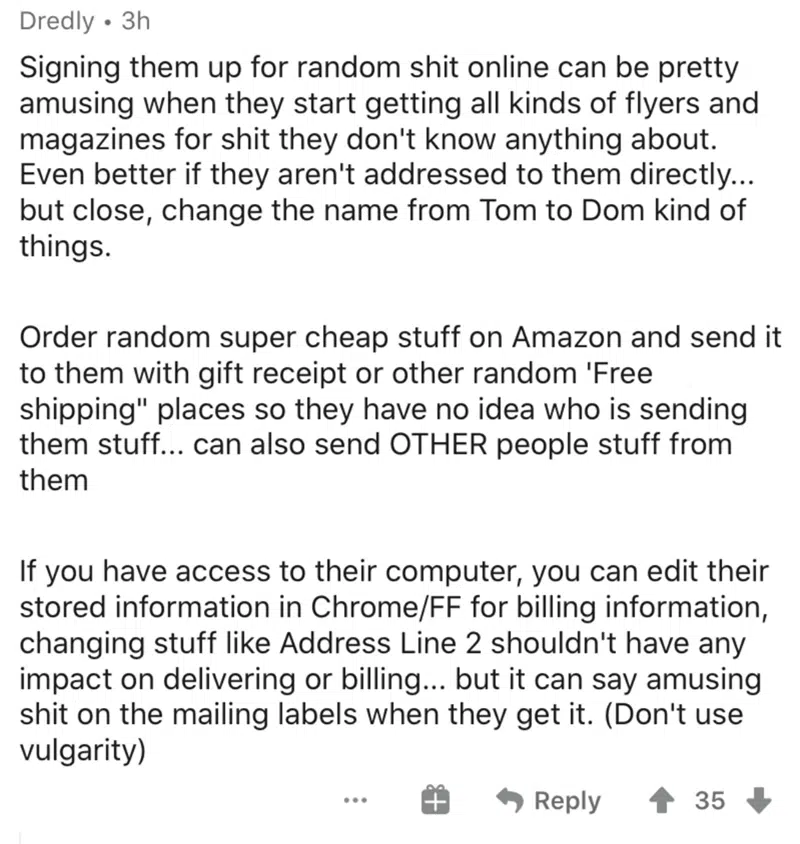 Dredly • 3h
Signing them up for random shit online can be pretty
amusing when they start getting all kinds of flyers and
magazines for shit they don't know anything about.
Even better if they aren't addressed to them directly...
but close, change the name from Tom to Dom kind of
things.
Order random super cheap stuff on Amazon and send it
to them with gift receipt or other random 'Free
shipping" places so they have no idea who is sending
them stuff... can also send OTHER people stuff from
them
If you have access to their computer, you can edit their
stored information in Chrome/FF for billing information,
changing stuff like Address Line 2 shouldn't have any
impact on delivering or billing... but it can say amusing
shit on the mailing labels when they get it. (Don't use
vulgarity)
... Reply 35